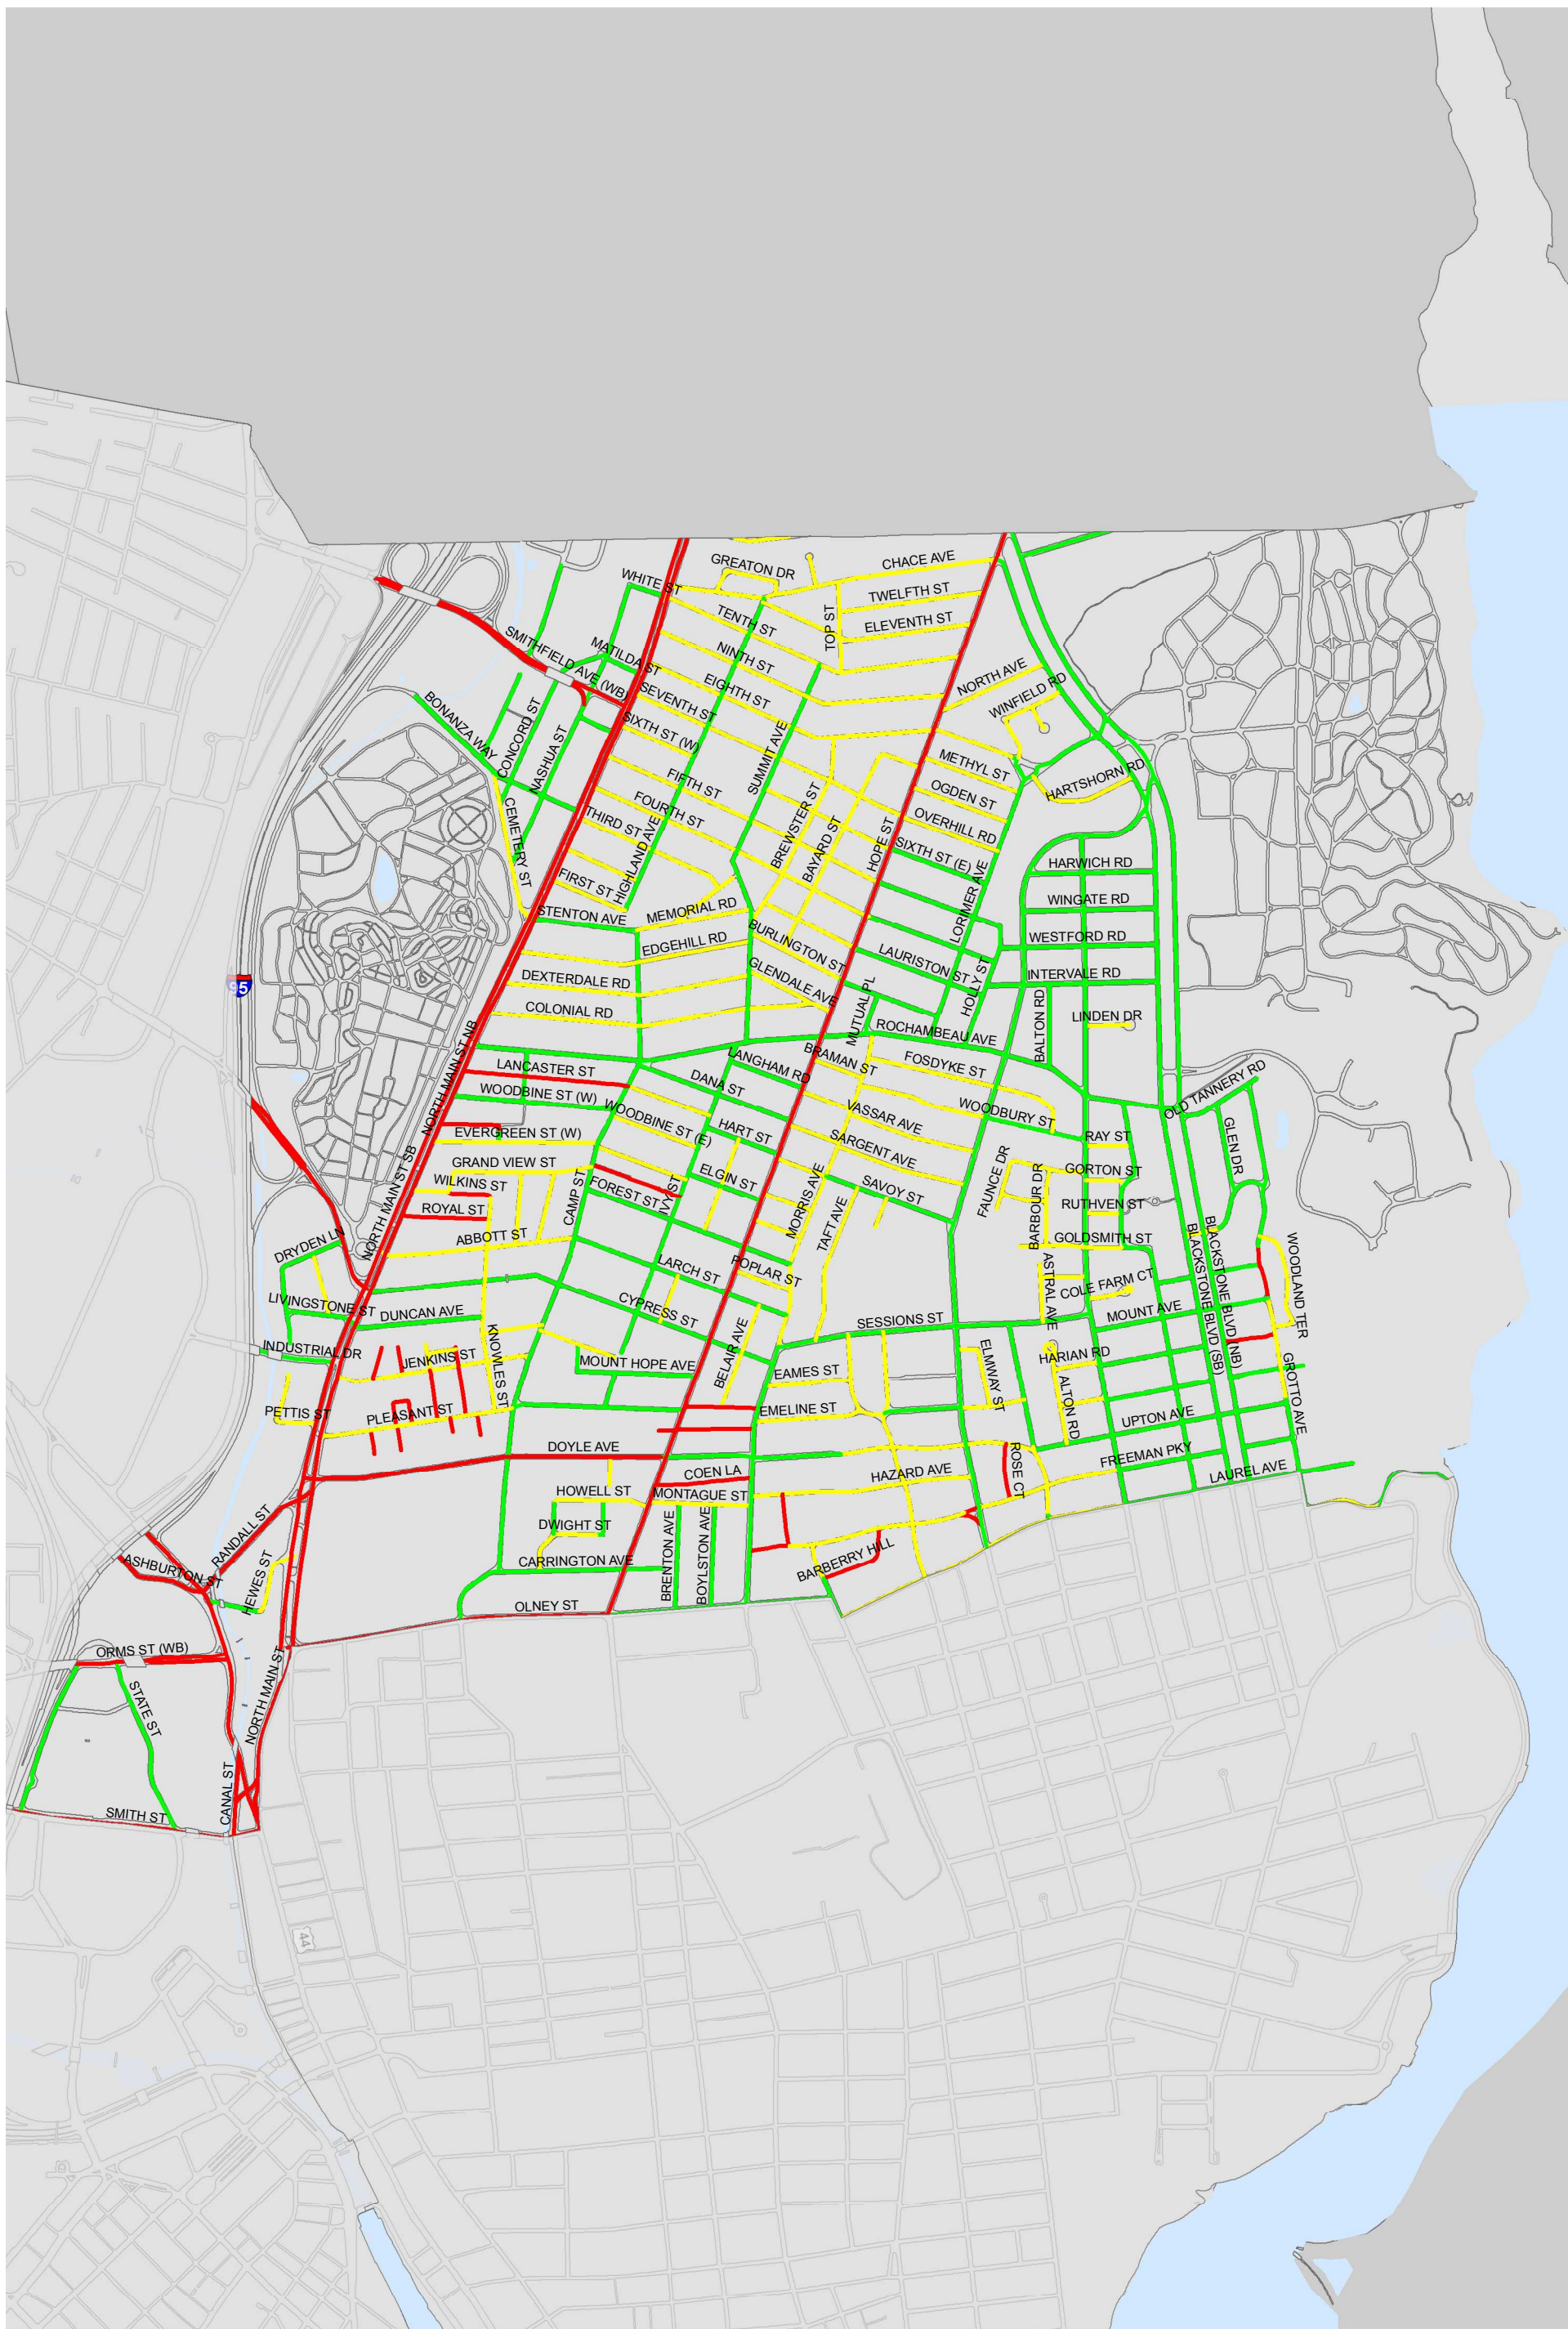 GREATON DR
CHACE AVE
WHITE ST
TWELFTH ST
TENTH ST
TOP ST
ELEVENTH ST
SMITHFIELD AVE (WB)
MATILDA ST
NINTH ST
NORTH AVE
EIGHTH ST
WINFIELD RD
BONANZA WAY
CONCORD ST
SEVENTH ST
NASHUA ST
SIXTH ST (W)
SUMMIT AVE
METHYL ST
HARTSHORN RD
FIFTH ST
OGDEN ST
CEMETERY ST
FOURTH ST
BREWSTER ST
OVERHILL RD
THIRD ST
BAYARD ST
HOPE ST
SIXTH ST (E)
HIGHLAND AVE
HARWICH RD
FIRST ST
LORIMER AVE
WINGATE RD
STENTON AVE
MEMORIAL RD
BURLINGTON ST
WESTFORD RD
EDGEHILL RD
LAURISTON ST
95
DEXTERDALE RD
GLENDALE AVE
HOLLY ST
INTERVALE RD
COLONIAL RD
MUTUAL PL
BALTON RD
LINDEN DR
NORTH MAIN ST NB
ROCHAMBEAU AVE
LANCASTER ST
LANGHAM RD
BRAMAN ST
FOSDYKE ST
WOODBINE ST (W)
DANA ST
OLD TANNERY RD
WOODBINE ST (E)
VASSAR AVE
WOODBURY ST
EVERGREEN ST (W)
HART ST
SARGENT AVE
RAY ST
GLEN DR
GRAND VIEW ST
FAUNCE DR
GORTON ST
NORTH MAIN ST SB
WILKINS ST
CAMP ST
FOREST ST
IVY ST
ELGIN ST
MORRIS AVE
SAVOY ST
BARBOUR DR
RUTHVEN ST
ROYAL ST
TAFT AVE
DRYDEN LN
ABBOTT ST
GOLDSMITH ST
BLACKSTONE BLVD (SB)
BLACKSTONE BLVD (NB)
WOODLAND TER
LARCH ST
POPLAR ST
ASTRAL AVE
COLE FARM CT
LIVINGSTONE ST
DUNCAN AVE
CYPRESS ST
SESSIONS ST
MOUNT AVE
INDUSTRIAL DR
JENKINS ST
KNOWLES ST
MOUNT HOPE AVE
BELAIR AVE
EAMES ST
ELMWAY ST
HARIAN RD
GROTTO AVE
PETTIS ST
PLEASANT ST
EMELINE ST
ALTON RD
UPTON AVE
DOYLE AVE
COEN LA
HAZARD AVE
ROSE CT
FREEMAN PKY
LAUREL AVE
RANDALL ST
HOWELL ST
MONTAGUE ST
DWIGHT ST
BRENTON AVE
BOYLSTON AVE
ASHBURTON ST
HEWES ST
CARRINGTON AVE
BARBERRY HILL
OLNEY ST
ORMS ST (WB)
STATE ST
NORTH MAIN ST
CANAL ST
SMITH ST
44